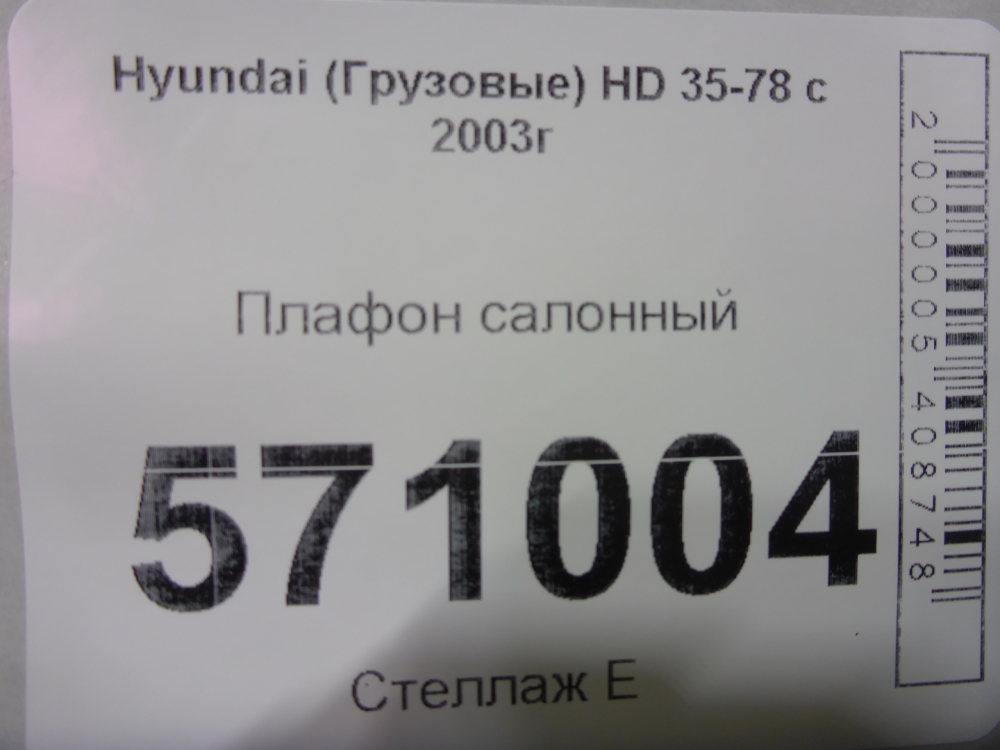 Hyundai (Грузовые) HD 35-78 с
2003г
Плафон салонный
571004
Стеллаж Е
2000005408748